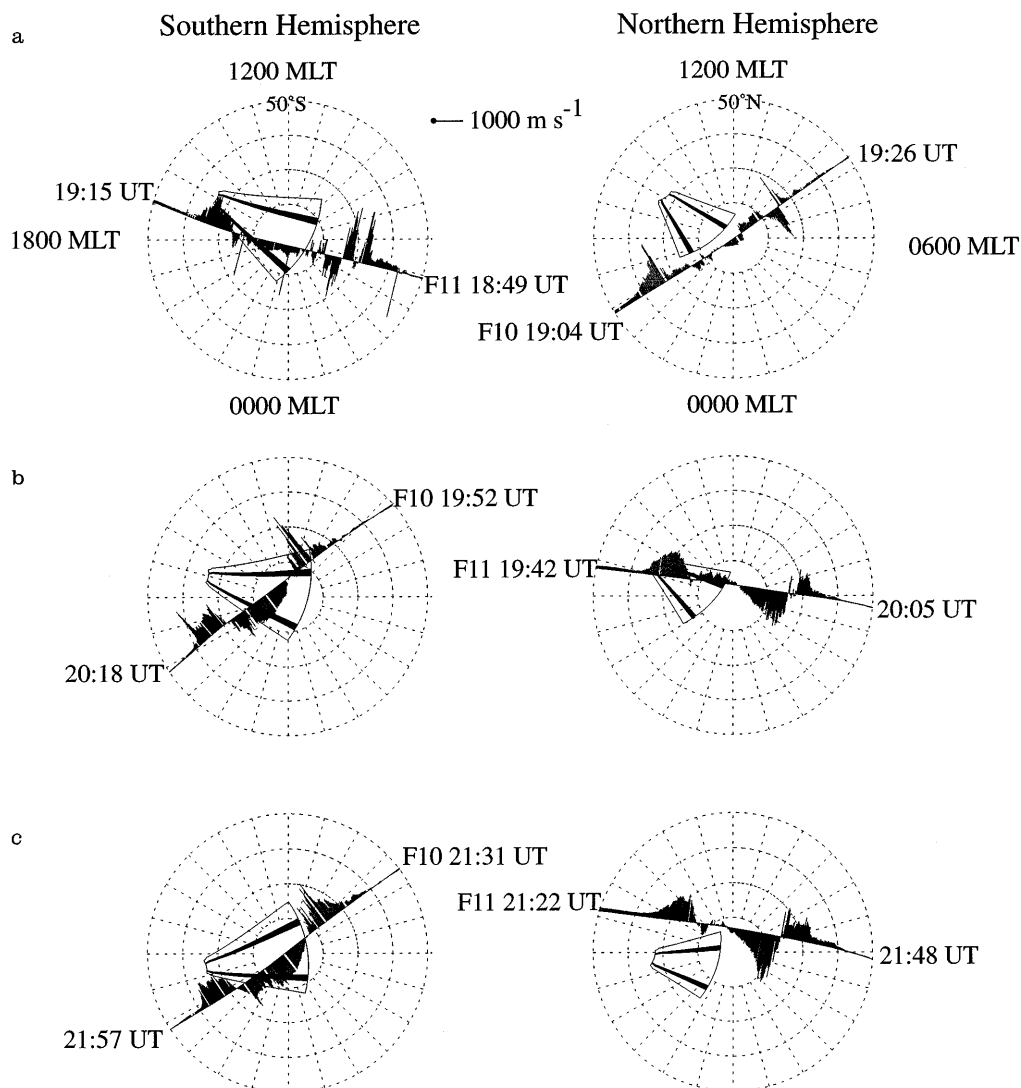 a
Southern Hemisphere
Northern Hemisphere
1200 MLT
1200 MLT
50°S
50°N
1000 m s-1
19:15 UT
19:26 UT
1800 MLT
0600 MLT
F11 18:49 UT
F10 19:04 UT
0000 MLT
0000 MLT
b
F10 19:52 UT
F11 19:42 UT
20:05 UT
20:18 UT
c
F10 21:31 UT
F11 21:22 UT
21:48 UT
21:57 UT